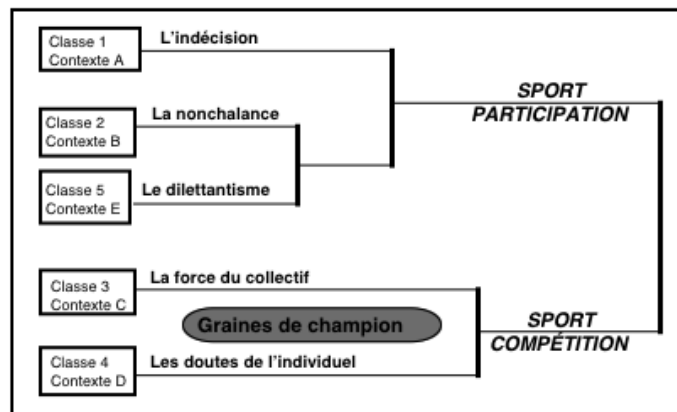 Classe 1
Contexte A
L'indécision
SPORT
PARTICIPATION
Classe 2
Contexte B
La nonchalance
Classe 5
Contexte E
Le dilettantisme
Classe 3
Contexte C
La force du collectif
Graines de champion
SPORT
COMPÉTITION
Classe 4
Contexte D
Les doutes de l'individuel